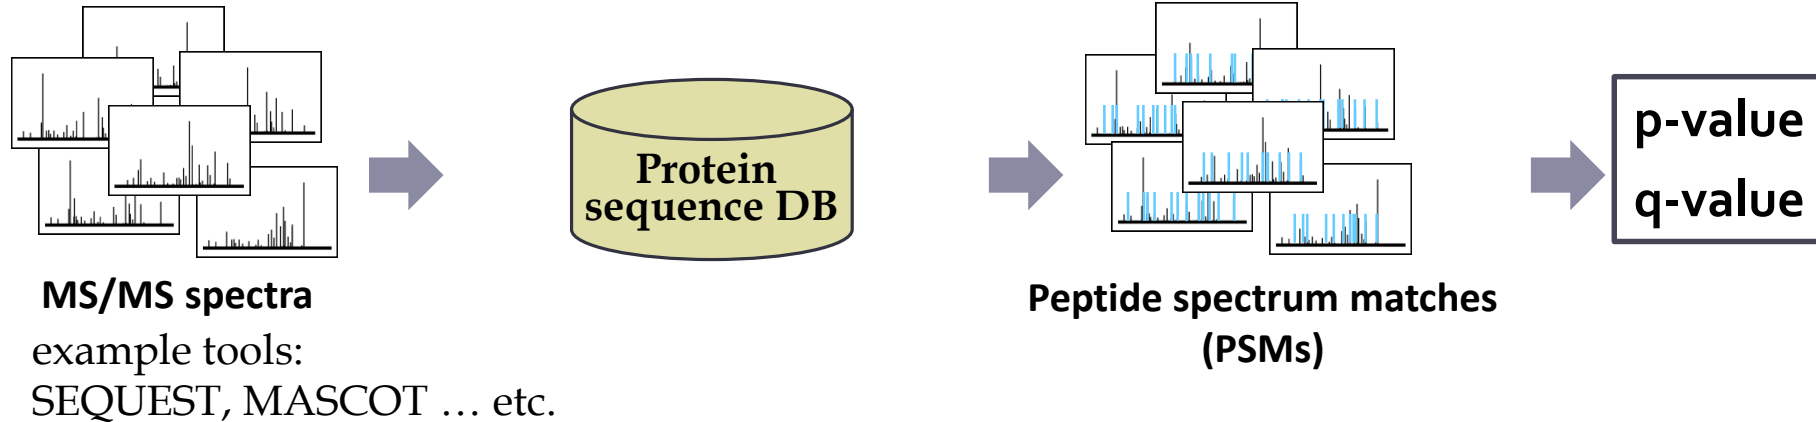 Protein
sequence DB
p-value
q-value
MS/MS spectra
example tools:
SEQUEST, MASCOT … etc.
Peptide spectrum matches
(PSMs)